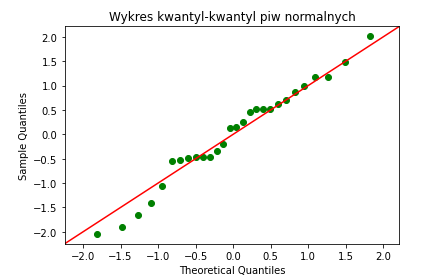 Wykres kwantyl-kwantyl piw normalnych
2.0
1.5
1.0
0.5
0.0
−0.5
−1.0
−1.5
−2.0
Sample Quantiles
−2.0 −1.5 −1.0 −0.5 0.0 0.5 1.0 1.5 2.0
Theoretical Quantiles